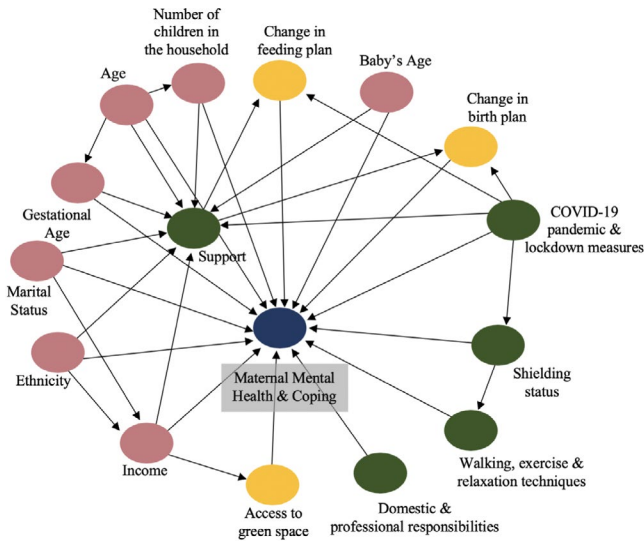 Number of
children in
the household
Change in
feeding plan
Baby's Age
Age
Change in
birth plan
Gestational
Age
Support
COVID-19
pandemic &
lockdown measures
Marital
Status
Ethnicity
Maternal Mental
Health & Coping
Shielding
status
Income
Walking, exercise &
relaxation techniques
Access to
green space
Domestic &
professional responsibilities